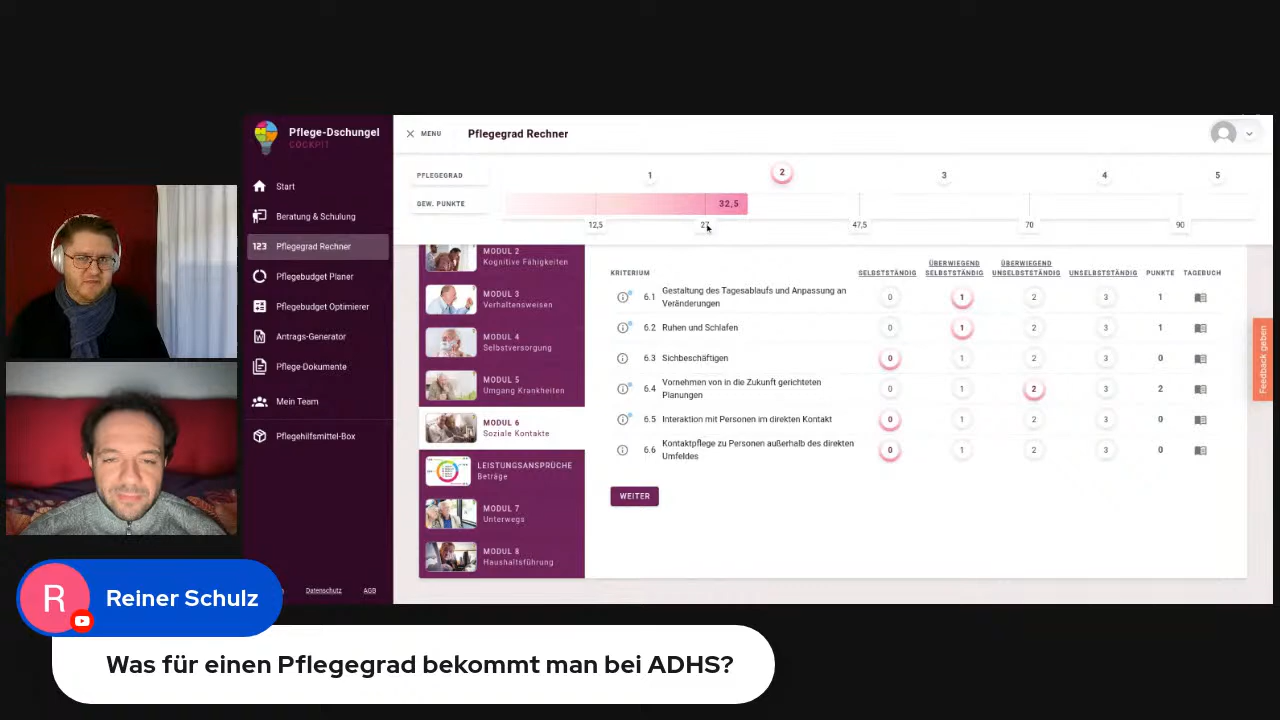 Pflege-Dschungel
COCKPIT
Start
Beratung & Schulung
123 Pflegegrad Rechner
Pflegebudget Planer
Pflegebudget Optimierer
Antrags-Generator
Pflege-Dokumente
Mein Team
Pflegehilfsmittel-Box
Datenschutz AGB
MENU Pflegegrad Rechner
PFLEGEGRAD 1 2 3 4 5
GEW. PUNKTE 32,5
12,5 27 47,5 70 90
MODUL 2
Kognitive Fähigkeiten
MODUL 3
Verhaltensweisen
MODUL 4
Selbstversorgung
MODUL 5
Umgang Krankheiten
MODUL 6
Soziale Kontakte
LEISTUNGSANSPRÜCHE
Beträge
MODUL 7
Unterwegs
MODUL 8
Haushaltsführung
KRITERIUM SELBSTSTÄNDIG ÜBERWIEGEND SELBSTSTÄNDIG ÜBERWIEGEND UNSELBSTSTÄNDIG UNSELBSTSTÄNDIG PUNKTE TAGEBUCH
6.1 Gestaltung des Tagesablaufs und Anpassung an
Veränderungen 0 1 2 3 1
6.2 Ruhen und Schlafen 0 1 2 3 1
6.3 Sichbeschäftigen 0 1 2 3 0
6.4 Vornehmen von in die Zukunft gerichteten
Planungen 0 1 2 3 2
6.5 Interaktion mit Personen im direkten Kontakt 0 1 2 3 0
6.6 Kontaktpflege zu Personen außerhalb des direkten
Umfeldes 0 1 2 3 0
WEITER
Feedback geben
R Reiner Schulz
Was für einen Pflegegrad bekommt man bei ADHS?